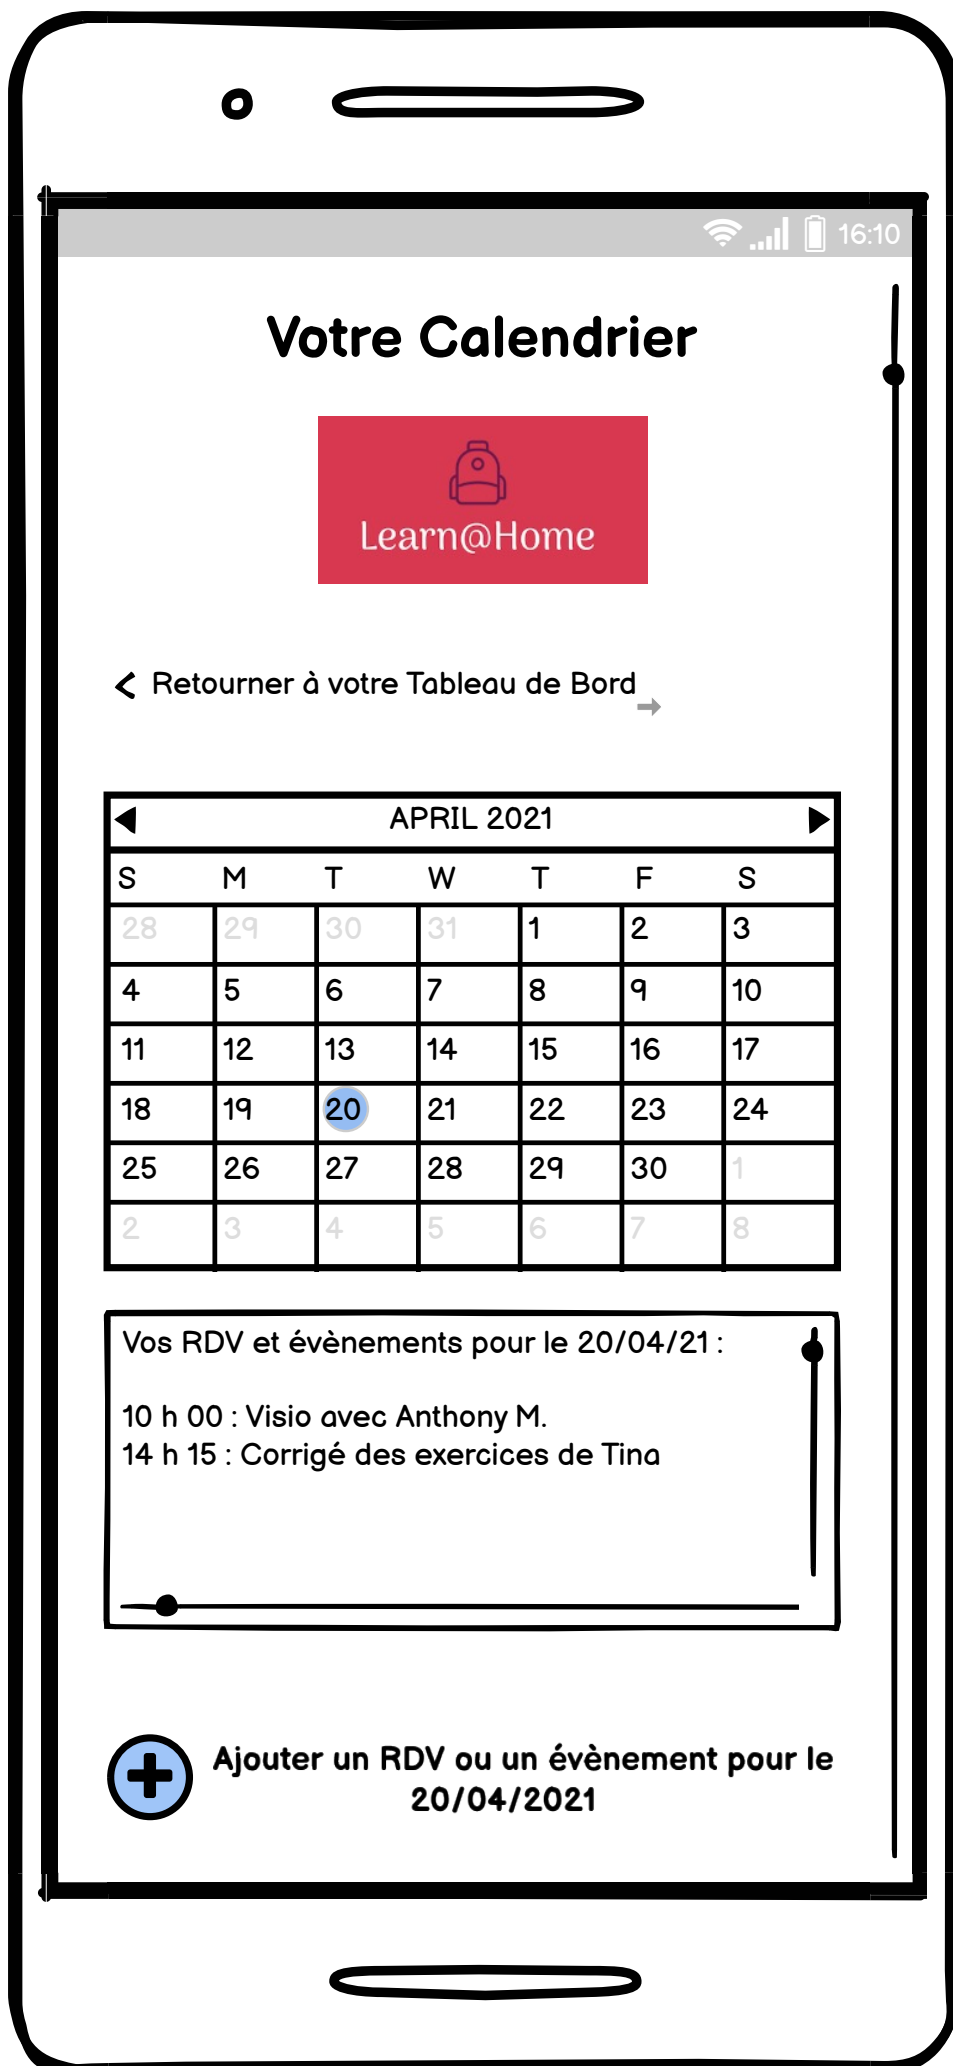 16:10
Votre Calendrier
Learn@Home
< Retourner à votre Tableau de Bord
APRIL 2021
S M T W T F S
28 29 30 31 1 2 3
4 5 6 7 8 9 10
11 12 13 14 15 16 17
18 19 20 21 22 23 24
25 26 27 28 29 30 1
2 3 4 5 6 7 8
Vos RDV et évènements pour le 20/04/21 :
10 h 00 : Visio avec Anthony M.
14 h 15 : Corrigé des exercices de Tina
Ajouter un RDV ou un évènement pour le
20/04/2021